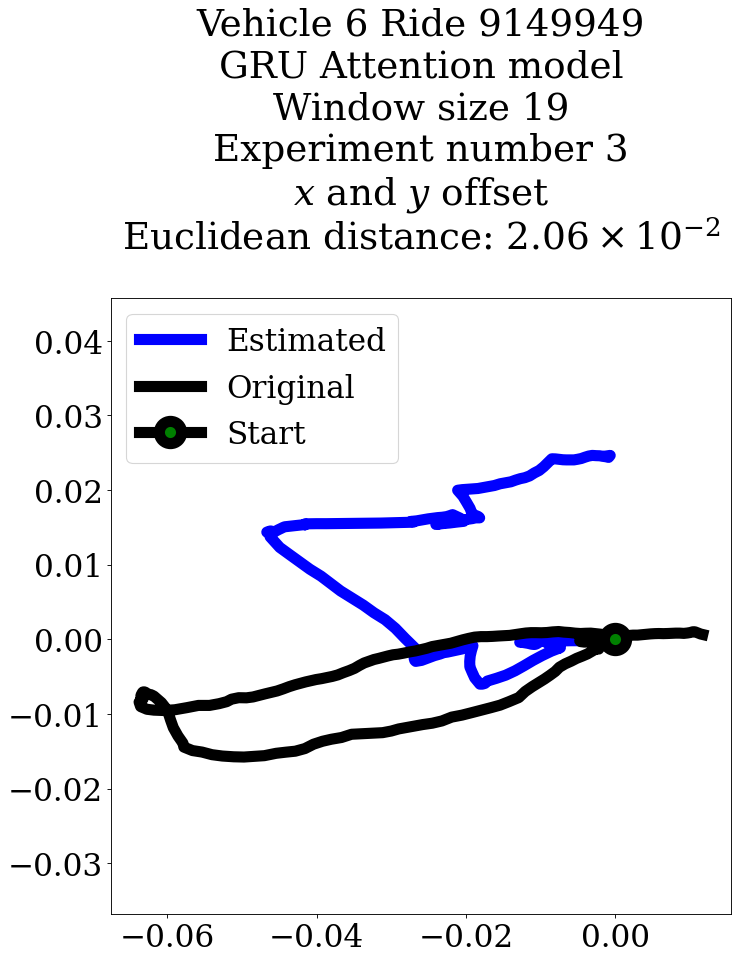 Vehicle 6 Ride 9149949
GRU Attention model
Window size 19
Experiment number 3
x and y offset
Euclidean distance: 2.06 × 10⁻²
Estimated
Original
Start
0.04
0.03
0.02
0.01
0.00
−0.01
−0.02
−0.03
−0.06
−0.04
−0.02
0.00